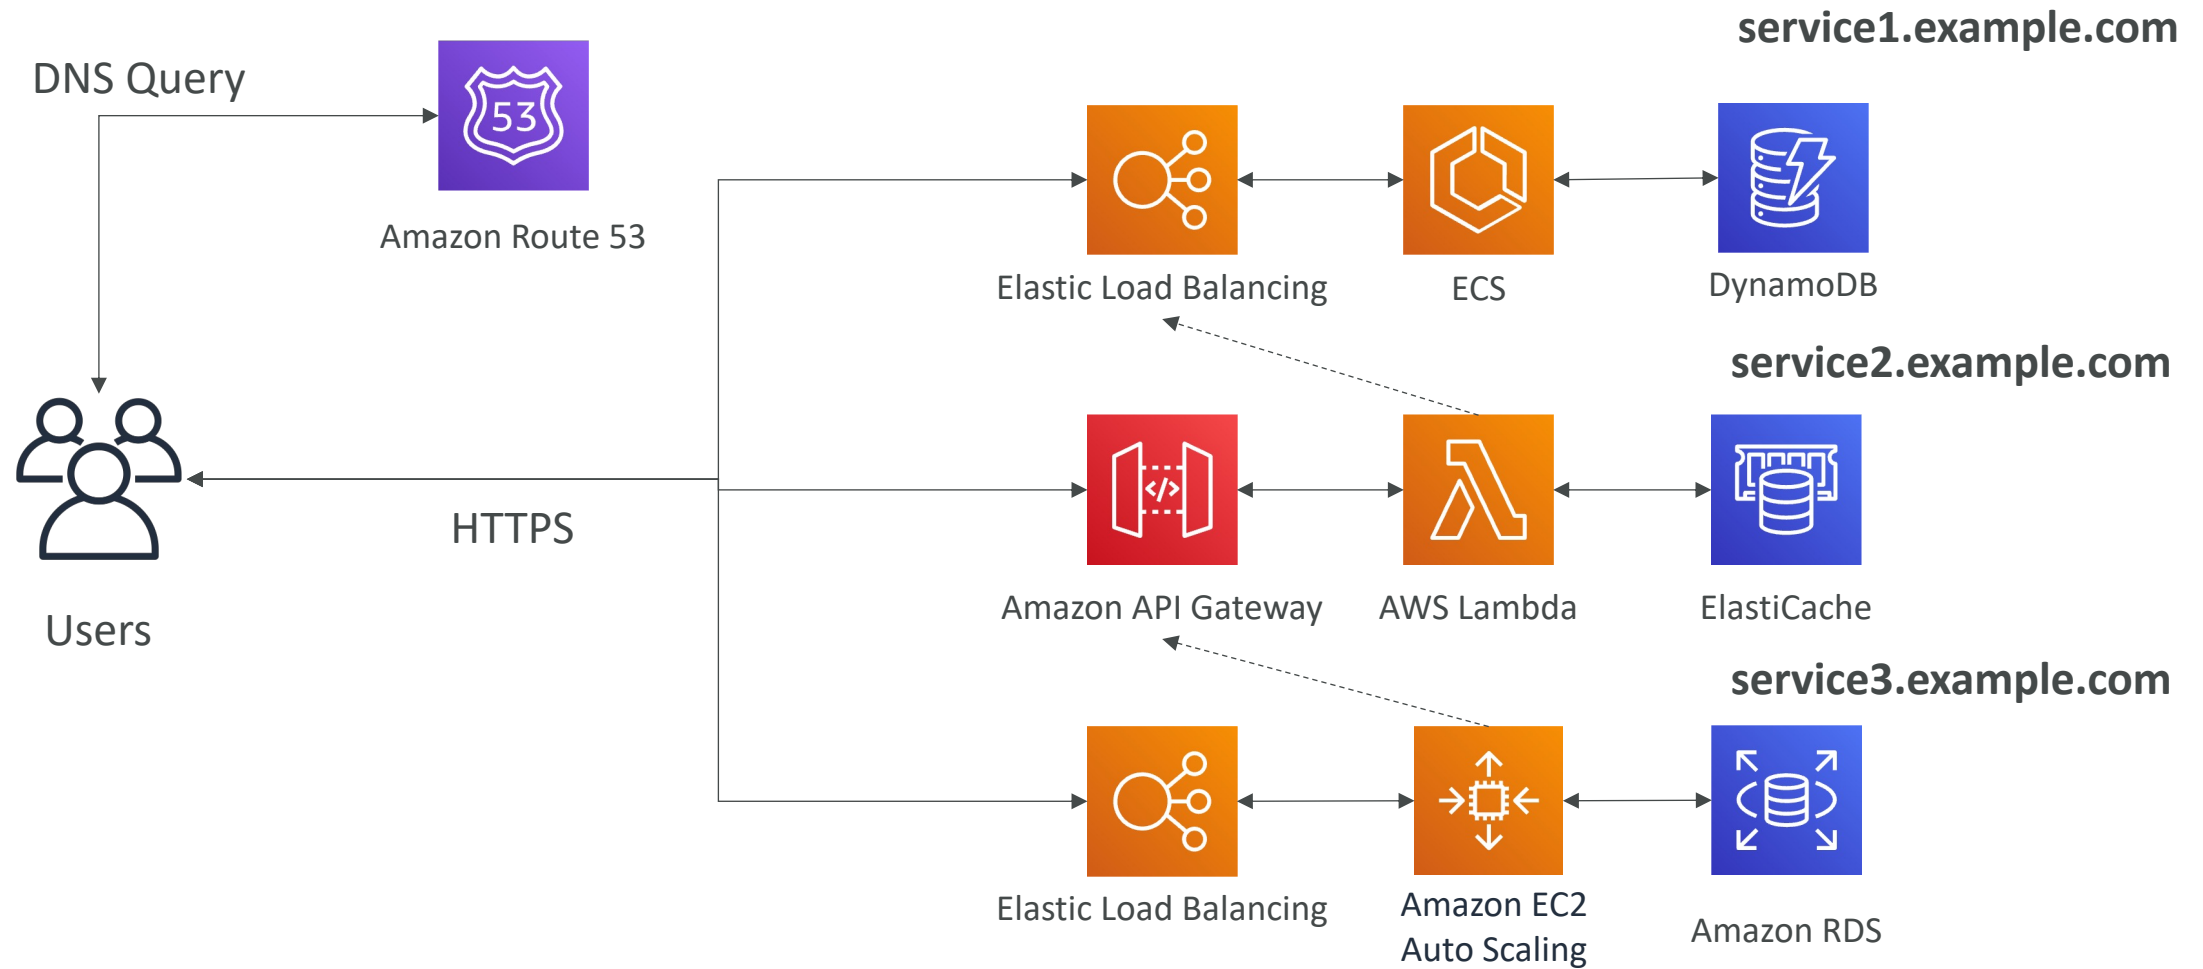 service1.example.com
DNS Query
53
Amazon Route 53
Elastic Load Balancing
ECS
DynamoDB
service2.example.com
HTTPS
</>
Users
Amazon API Gateway
AWS Lambda
ElastiCache
service3.example.com
Elastic Load Balancing
Amazon EC2
Auto Scaling
Amazon RDS